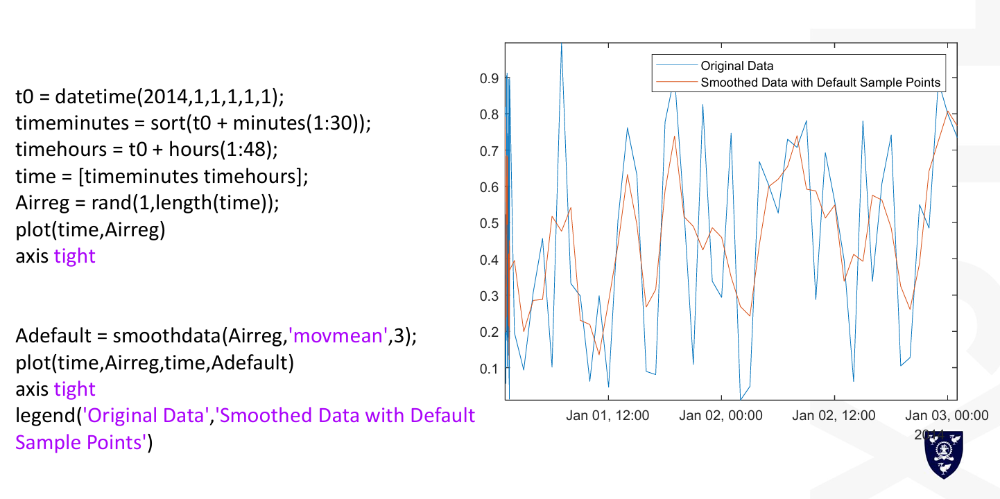 t0 = datetime(2014,1,1,1,1,1);
timeminutes = sort(t0 + minutes(1:30));
timehours = t0 + hours(1:48);
time = [timeminutes timehours];
Airreg = rand(1,length(time));
plot(time,Airreg)
axis tight
Adefault = smoothdata(Airreg,'movmean',3);
plot(time,Airreg,time,Adefault)
axis tight
legend('Original Data','Smoothed Data with Default
Sample Points')
Original Data
Smoothed Data with Default Sample Points
0.9
0.8
0.7
0.6
0.5
0.4
0.3
0.2
0.1
Jan 01, 12:00
Jan 02, 00:00
Jan 02, 12:00
Jan 03, 00:00
2014